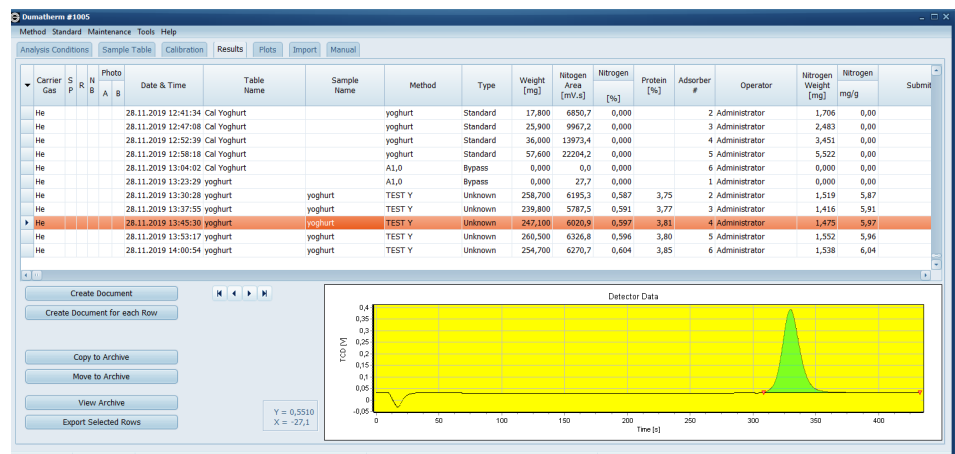 Dumatherm #1005
Method Standard Maintenance Tools Help
Analysis Conditions Sample Table Calibration Results Plots Import Manual
Carrier Gas S P R N B Photo A B Date & Time Table Name Sample Name Method Type Weight [mg] Nitogen Area [mV.s] Nitrogen [%] Protein [%] Adsorber # Operator Nitrogen Weight [mg] Nitrogen mg/g Submit
He 28.11.2019 12:41:34 Cal Yoghurt yoghurt Standard 17,800 6850,7 0,000 2 Administrator 1,706 0,00
He 28.11.2019 12:47:08 Cal Yoghurt yoghurt Standard 25,900 9967,2 0,000 3 Administrator 2,483 0,00
He 28.11.2019 12:52:39 Cal Yoghurt yoghurt Standard 36,000 13973,4 0,000 4 Administrator 3,451 0,00
He 28.11.2019 12:58:18 Cal Yoghurt yoghurt Standard 57,600 22204,2 0,000 5 Administrator 5,522 0,00
He 28.11.2019 13:04:02 Cal Yoghurt A1,0 Bypass 0,000 0,0 0,000 6 Administrator 0,000 0,00
He 28.11.2019 13:23:29 yoghurt A1,0 Bypass 0,000 27,7 0,000 1 Administrator 0,000 0,00
He 28.11.2019 13:30:28 yoghurt yoghurt TEST Y Unknown 258,700 6195,3 0,587 3,75 2 Administrator 1,519 5,87
He 28.11.2019 13:37:55 yoghurt yoghurt TEST Y Unknown 239,800 5787,5 0,591 3,77 3 Administrator 1,416 5,91
He 28.11.2019 13:45:30 yoghurt yoghurt TEST Y Unknown 247,100 6020,9 0,597 3,81 4 Administrator 1,475 5,97
He 28.11.2019 13:53:17 yoghurt yoghurt TEST Y Unknown 260,500 6326,8 0,596 3,80 5 Administrator 1,552 5,96
He 28.11.2019 14:00:54 yoghurt yoghurt TEST Y Unknown 254,700 6270,7 0,604 3,85 6 Administrator 1,538 6,04
Create Document
Create Document for each Row
Copy to Archive
Move to Archive
View Archive
Export Selected Rows
Y = 0,5510
X = -27,1
Detector Data
TCD [V]
0,4
0,35
0,3
0,25
0,2
0,15
0,1
0,05
0
-0,05
0 50 100 150 200 250 300 350 400
Time [s]